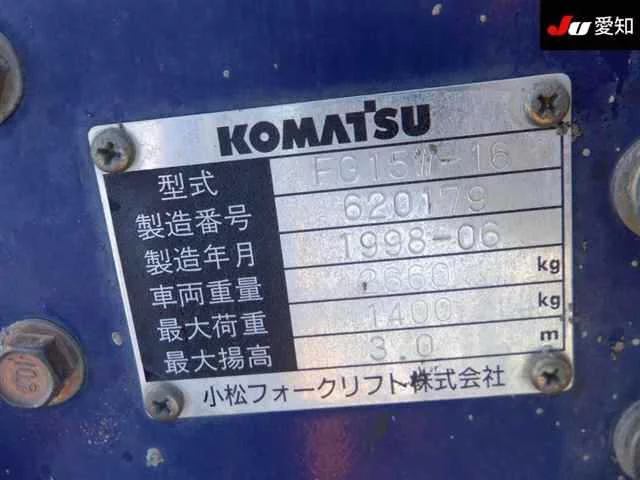 JU 愛知
KOMATSU
型式 FG15W-16
製造番号 620179
製造年月 1998-06
車両重量 2660 kg
最大荷重 1400 kg
最大揚高 3.0 m
小松フォークリフト株式会社